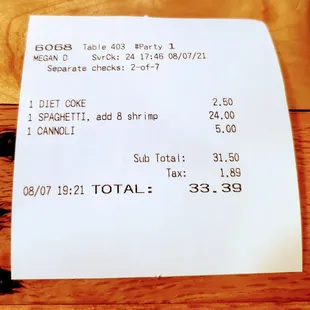 6068 Table 403 #Party 1
MEGAN D SvrCk: 24 17:46 08/07/21
Separate checks: 2-of-7
1 DIET COKE 2.50
1 SPAGHETTI, add 8 shrimp 24.00
1 CANNOLI 5.00
Sub Total: 31.50
Tax: 1.89
08/07 19:21 TOTAL: 33.39